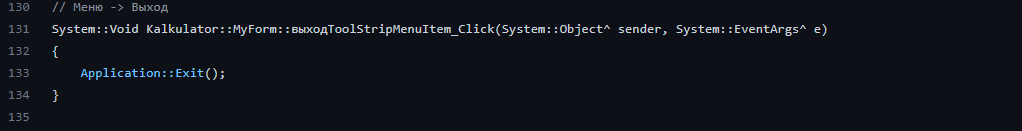 130 // Меню -> Выход
131 System::Void Kalkulator::MyForm::выходToolStripMenuItem_Click(System::Object^ sender, System::EventArgs^ e)
132 {
133     Application::Exit();
134 }
135